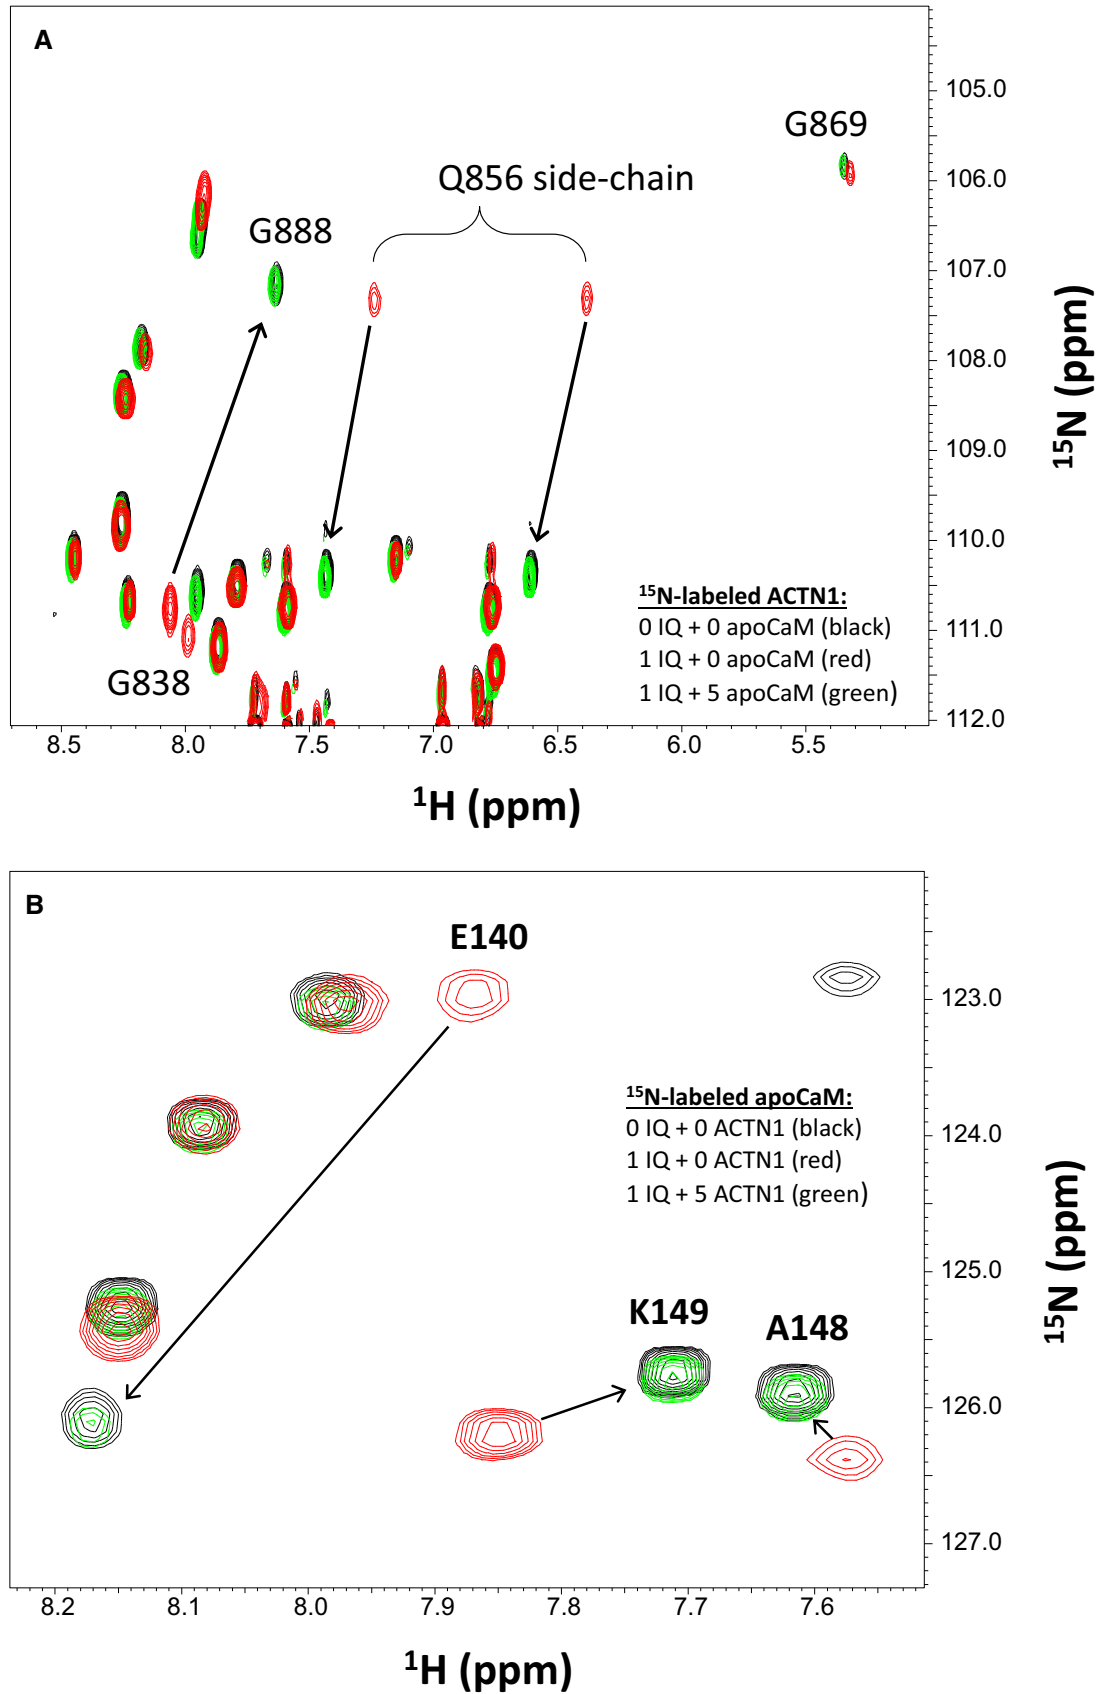 A
G869
Q856 side-chain
G888
G838
¹⁵N-labeled ACTN1:
0 IQ + 0 apoCaM (black)
1 IQ + 0 apoCaM (red)
1 IQ + 5 apoCaM (green)
105.0
106.0
107.0
108.0
109.0
110.0
111.0
112.0
¹⁵N (ppm)
8.5 8.0 7.5 7.0 6.5 6.0 5.5
¹H (ppm)
B
E140
¹⁵N-labeled apoCaM:
0 IQ + 0 ACTN1 (black)
1 IQ + 0 ACTN1 (red)
1 IQ + 5 ACTN1 (green)
K149
A148
123.0
124.0
125.0
126.0
127.0
¹⁵N (ppm)
8.2 8.1 8.0 7.9 7.8 7.7 7.6
¹H (ppm)